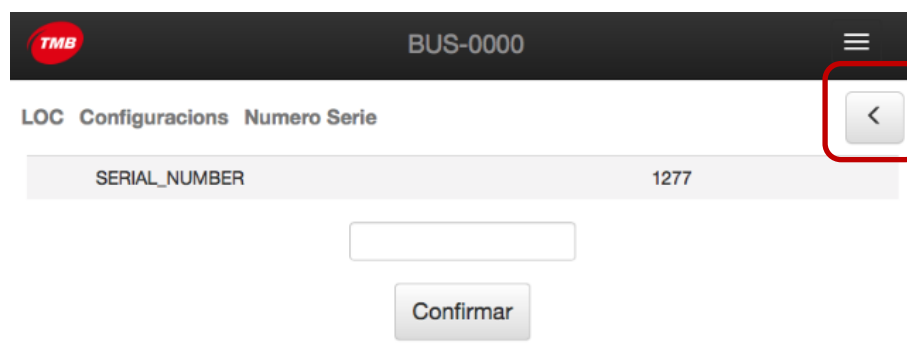 TMB BUS-0000
LOC Configuracions Numero Serie
SERIAL_NUMBER 1277
Confirmar